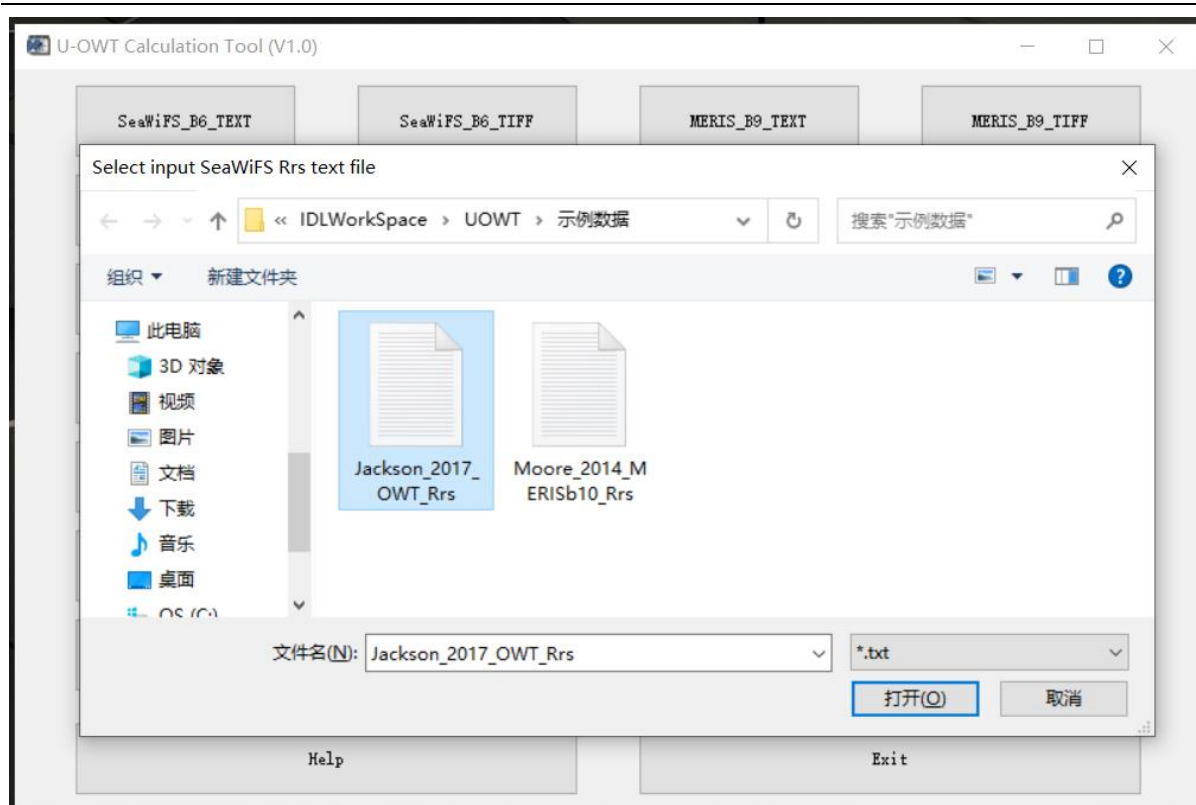 U-OWT Calculation Tool (V1.0)
SeaWiFS_B6_TEXT
SeaWiFS_B6_TIFF
MERIS_B9_TEXT
MERIS_B9_TIFF
Select input SeaWiFS Rrs text file
« IDLWorkSpace › UOWT › 示例数据
搜索"示例数据"
组织
新建文件夹
此电脑
3D 对象
视频
图片
文档
下载
音乐
桌面
OS (C:)
Jackson_2017_
OWT_Rrs
Moore_2014_M
ERISb10_Rrs
文件名(N):
Jackson_2017_OWT_Rrs
*.txt
打开(O)
取消
Help
Exit